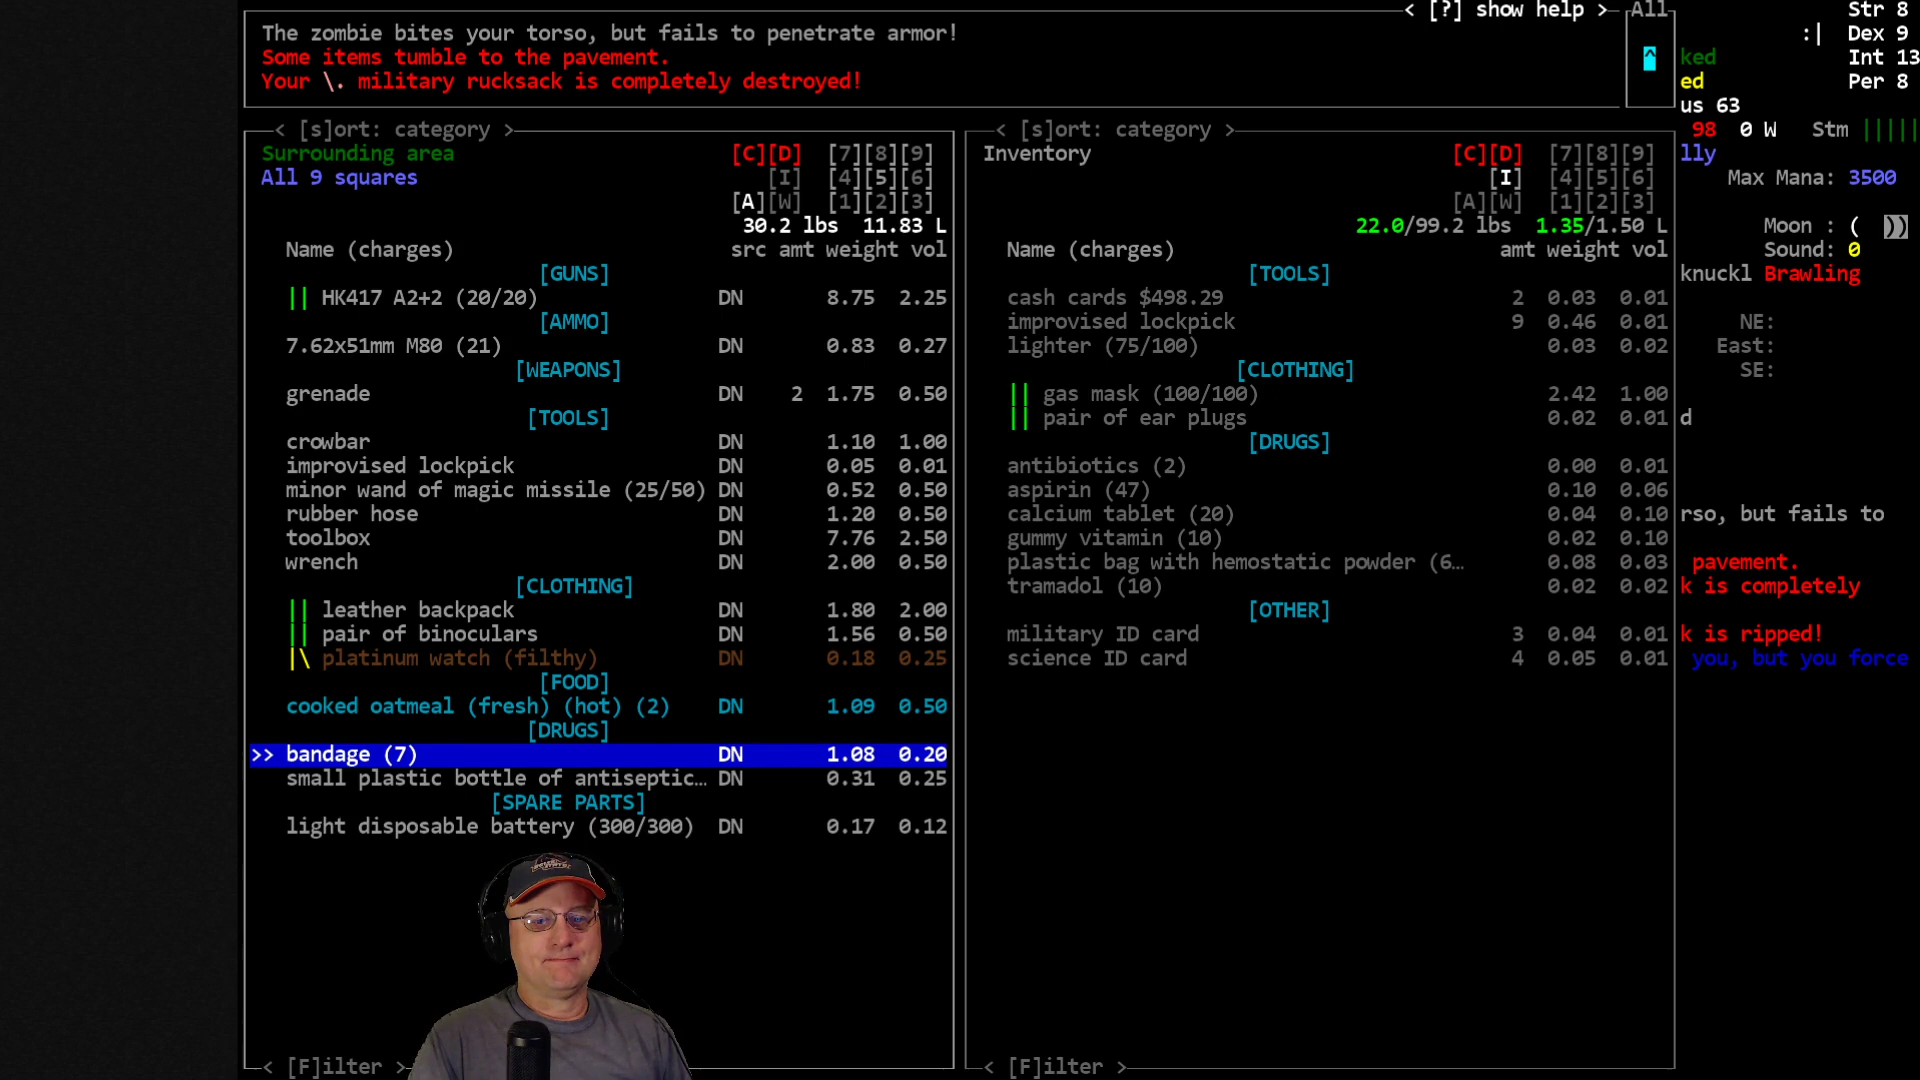 < [?] show help >
All
Str 8
The zombie bites your torso, but fails to penetrate armor!
:|
Dex 9
Some items tumble to the pavement.
^
ked
Int 13
Your \. military rucksack is completely destroyed!
ed
Per 8
us 63
< [s]ort: category >
< [s]ort: category >
98 0 W Stm |||||
Surrounding area
[C][D] [7][8][9]
Inventory
[C][D] [7][8][9]
lly
All 9 squares
[I] [4][5][6]
[I] [4][5][6]
Max Mana: 3500
[A][W] [1][2][3]
[A][W] [1][2][3]
30.2 lbs 11.83 L
22.0/99.2 lbs 1.35/1.50 L
Moon : ( ))
Name (charges) src amt weight vol
Name (charges) amt weight vol
Sound: 0
[GUNS]
[TOOLS]
knuckl Brawling
|| HK417 A2+2 (20/20) DN 8.75 2.25
cash cards $498.29 2 0.03 0.01
[AMMO]
improvised lockpick 9 0.46 0.01
NE:
7.62x51mm M80 (21) DN 0.83 0.27
lighter (75/100) 0.03 0.02
East:
[WEAPONS]
[CLOTHING]
SE:
grenade DN 2 1.75 0.50
|| gas mask (100/100) 2.42 1.00
[TOOLS]
|| pair of ear plugs 0.02 0.01
d
crowbar DN 1.10 1.00
[DRUGS]
improvised lockpick DN 0.05 0.01
antibiotics (2) 0.00 0.01
minor wand of magic missile (25/50) DN 0.52 0.50
aspirin (47) 0.10 0.06
rubber hose DN 1.20 0.50
calcium tablet (20) 0.04 0.10
rso, but fails to
toolbox DN 7.76 2.50
gummy vitamin (10) 0.02 0.10
wrench DN 2.00 0.50
plastic bag with hemostatic powder (6… 0.08 0.03
pavement.
[CLOTHING]
tramadol (10) 0.02 0.02
k is completely
|| leather backpack DN 1.80 2.00
[OTHER]
|| pair of binoculars DN 1.56 0.50
military ID card 3 0.04 0.01
k is ripped!
|\ platinum watch (filthy) DN 0.18 0.25
science ID card 4 0.05 0.01
you, but you force
[FOOD]
cooked oatmeal (fresh) (hot) (2) DN 1.09 0.50
[DRUGS]
>> bandage (7) DN 1.08 0.20
small plastic bottle of antiseptic… DN 0.31 0.25
[SPARE PARTS]
light disposable battery (300/300) DN 0.17 0.12
< [F]ilter >
< [F]ilter >